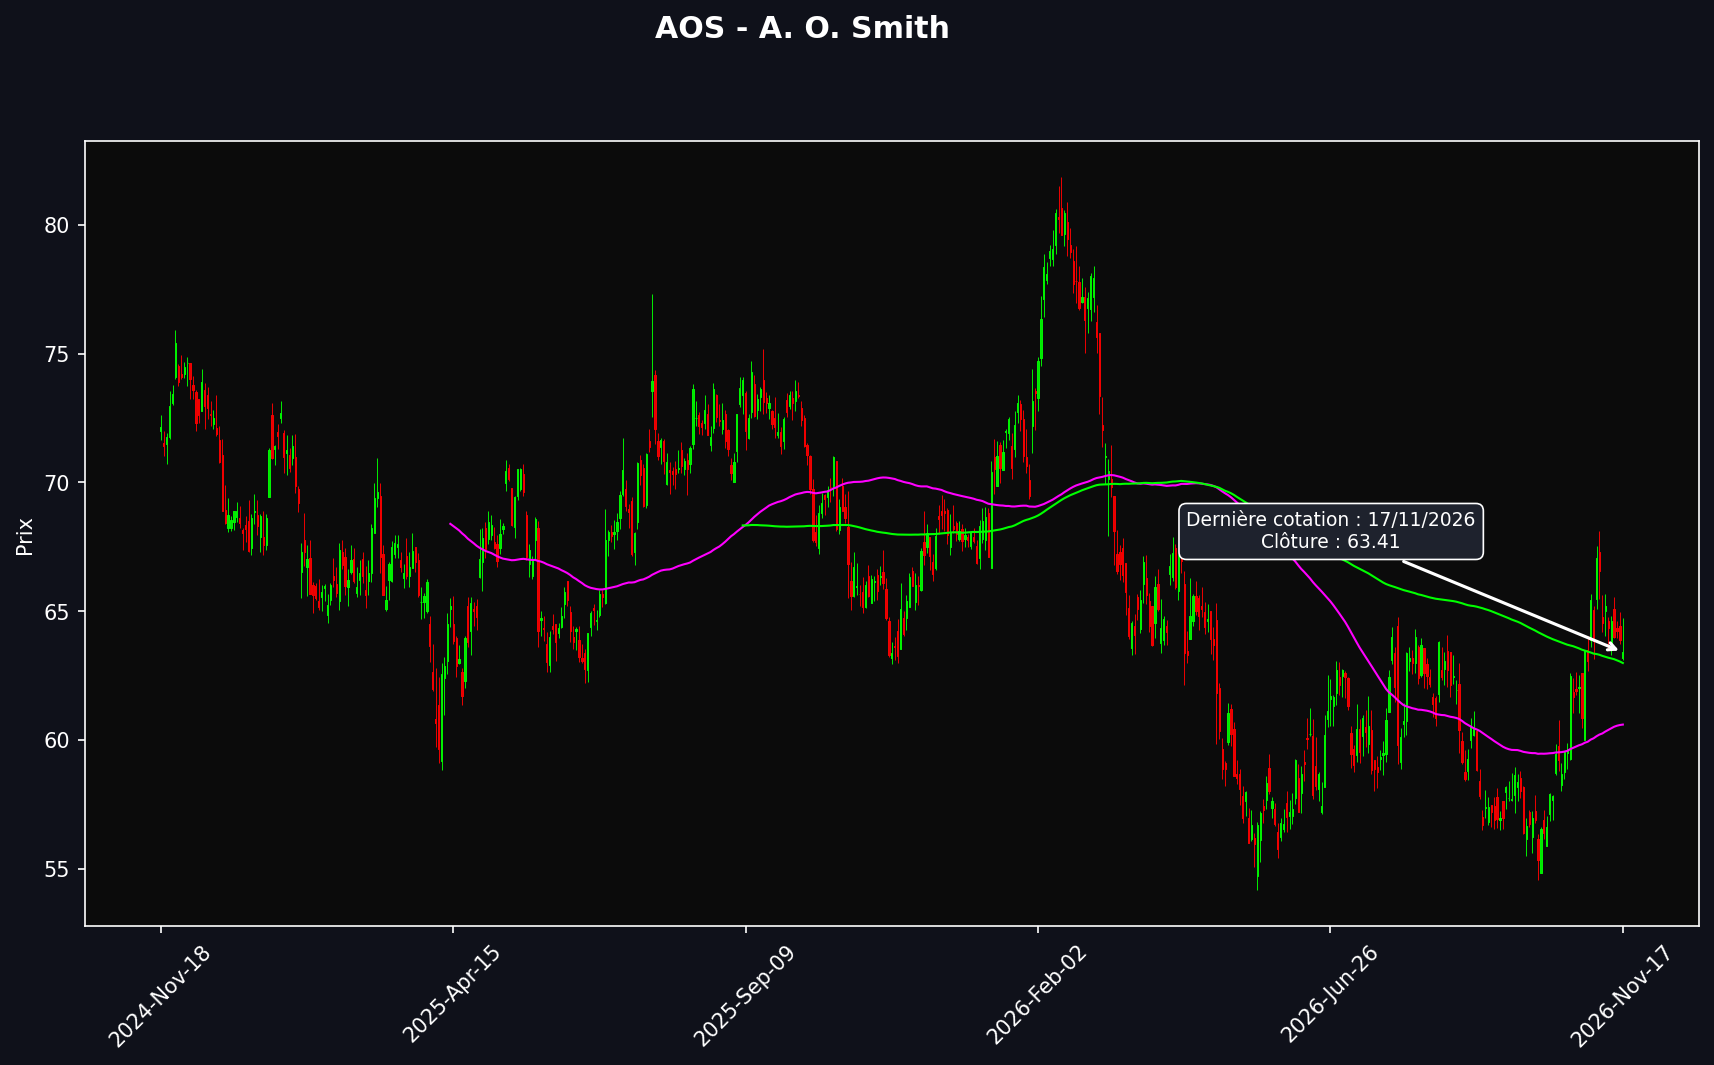 AOS - A. O. Smith
Prix
80
75
70
65
60
55
Dernière cotation : 17/11/2026
Clôture : 63.41
2024-Nov-18
2025-Apr-15
2025-Sep-09
2026-Feb-02
2026-Jun-26
2026-Nov-17